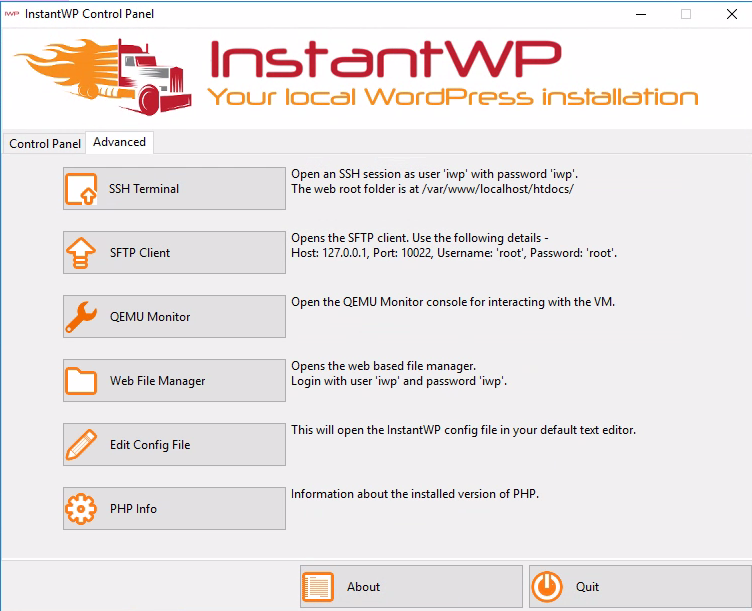 IWP InstantWP Control Panel
InstantWP
Your local WordPress installation
Control Panel Advanced
SSH Terminal
Open an SSH session as user 'iwp' with password 'iwp'.
The web root folder is at /var/www/localhost/htdocs/
SFTP Client
Opens the SFTP client. Use the following details -
Host: 127.0.0.1, Port: 10022, Username: 'root', Password: 'root'.
QEMU Monitor
Open the QEMU Monitor console for interacting with the VM.
Web File Manager
Opens the web based file manager.
Login with user 'iwp' and password 'iwp'.
Edit Config File
This will open the InstantWP config file in your default text editor.
PHP Info
Information about the installed version of PHP.
About Quit